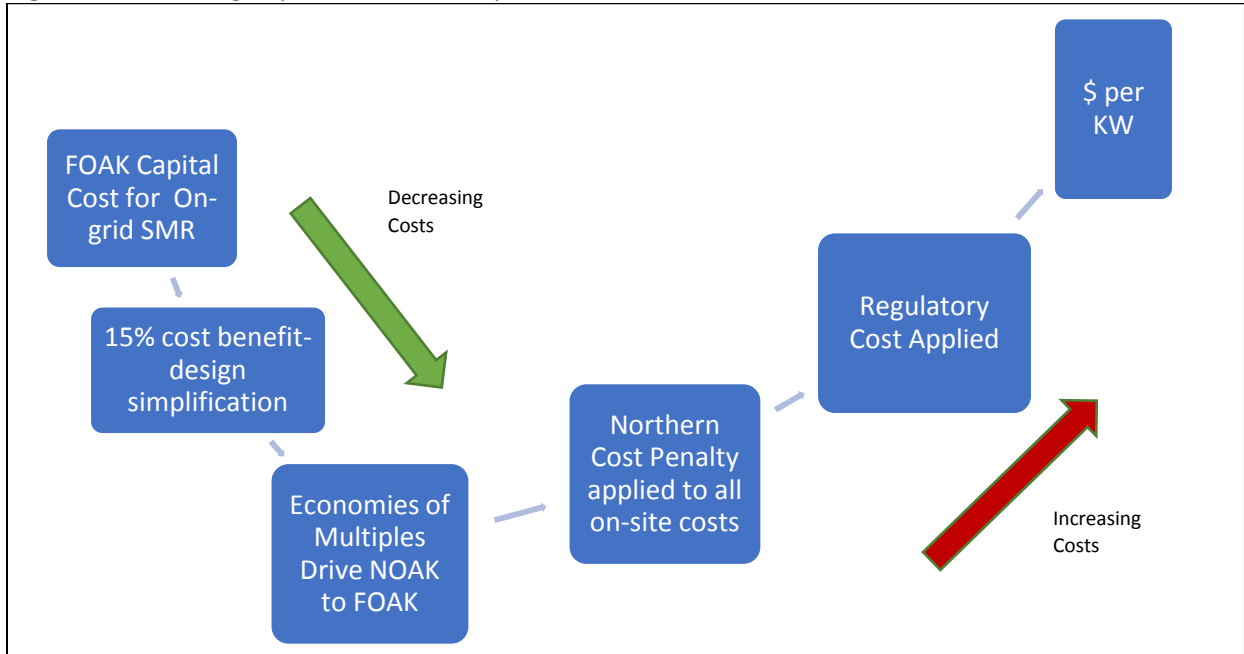 FOAK Capital
Cost for On-
grid SMR
15% cost benefit-
design
simplification
Economies of
Multiples
Drive NOAK
to FOAK
Northern
Cost Penalty
applied to all
on-site costs
Regulatory
Cost Applied
$ per
KW
Decreasing
Costs
Increasing
Costs